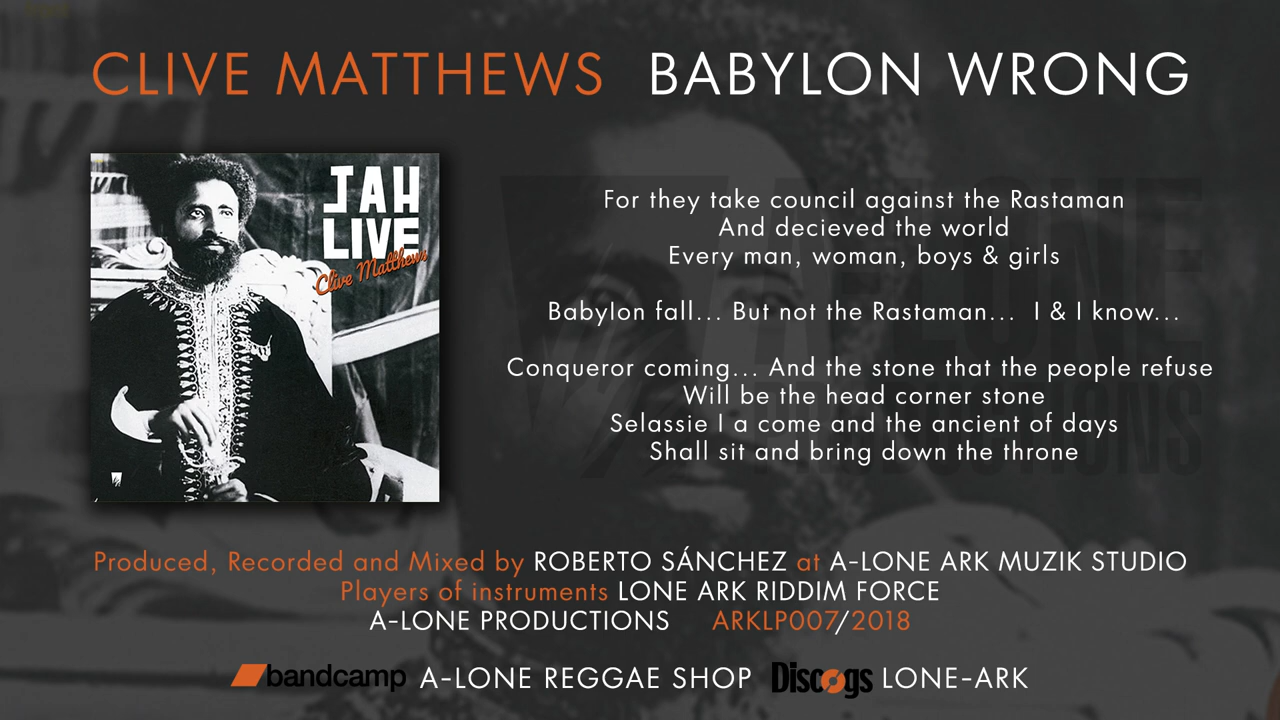 CLIVE MATTHEWS BABYLON WRONG
JAH
LIVE
Clive Matthews
For they take council against the Rastaman
And decieved the world
Every man, woman, boys & girls
Babylon fall... But not the Rastaman... I & I know...
Conqueror coming... And the stone that the people refuse
Will be the head corner stone
Selassie I a come and the ancient of days
Shall sit and bring down the throne
Produced, Recorded and Mixed by ROBERTO SÁNCHEZ at A-LONE ARK MUZIK STUDIO
Players of instruments LONE ARK RIDDIM FORCE
A-LONE PRODUCTIONS ARKLP007/2018
bandcamp A-LONE REGGAE SHOP Discogs LONE-ARK